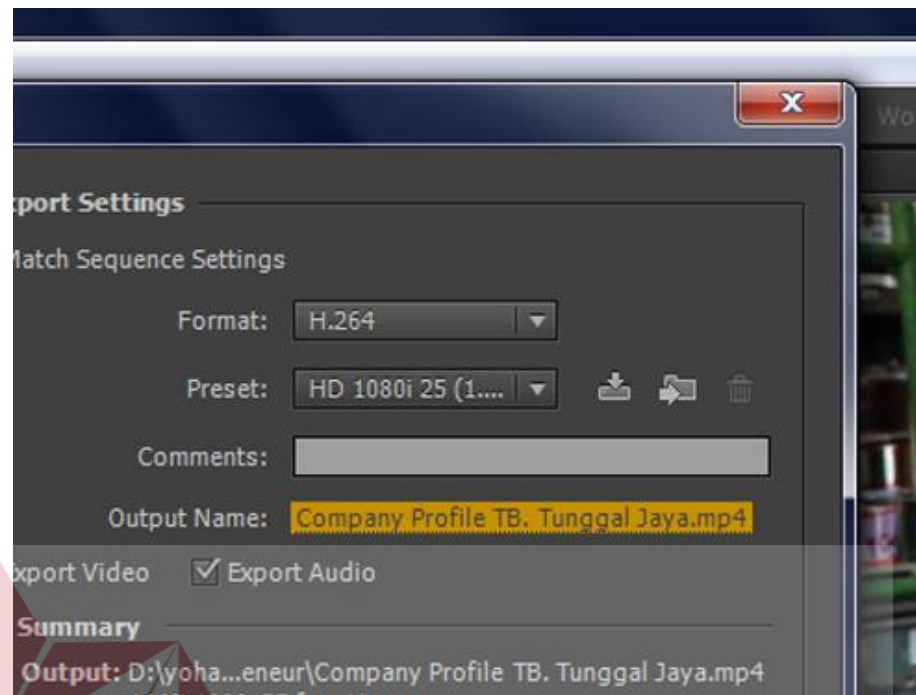 Wo
xport Settings
Match Sequence Settings
Format: H.264
Preset: HD 1080i 25 (1....
Comments:
Output Name: Company Profile TB. Tunggal Jaya.mp4
xport Video Export Audio
Summary
Output: D:\yoha...eneur\Company Profile TB. Tunggal Jaya.mp4